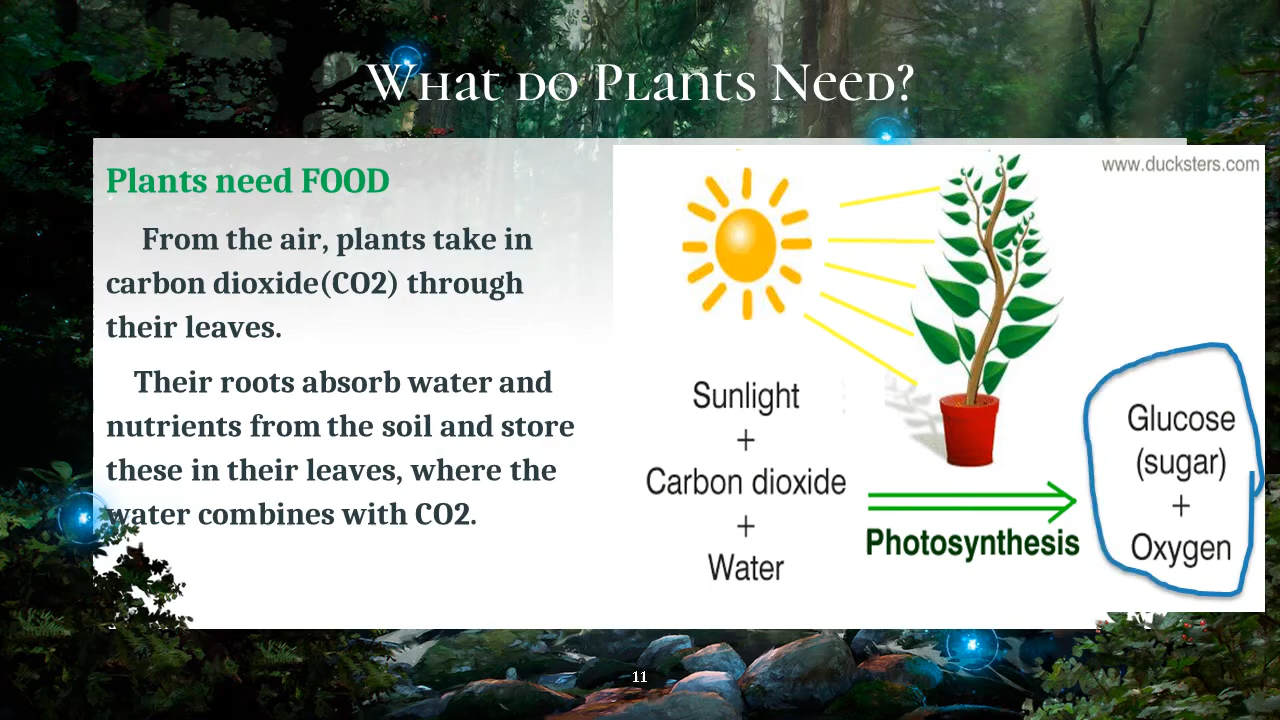 What do Plants Need?
Plants need FOOD
From the air, plants take in
carbon dioxide(CO2) through
their leaves.
Their roots absorb water and
nutrients from the soil and store
these in their leaves, where the
water combines with CO2.
www.ducksters.com
Sunlight
+
Carbon dioxide
+
Water
Photosynthesis
Glucose
(sugar)
+
Oxygen
11